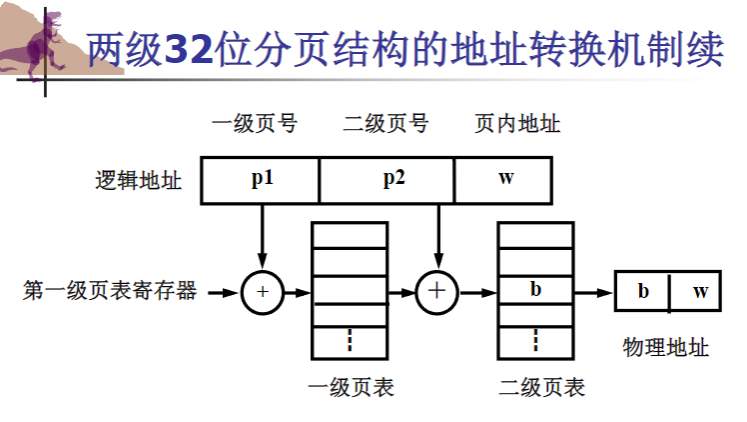 两级32位分页结构的地址转换机制续
一级页号 二级页号 页内地址
逻辑地址 p1 p2 w
第一级页表寄存器 + + b b w
物理地址
一级页表 二级页表